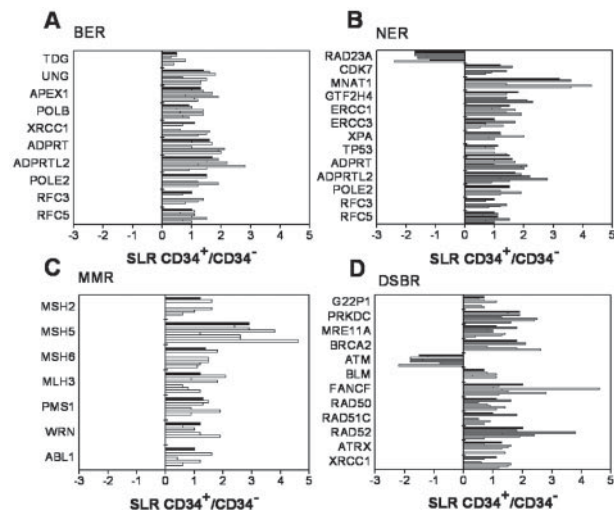 A BER
TDG
UNG
APEX1
POLB
XRCC1
ADPRT
ADPRTL2
POLE2
RFC3
RFC5
-3 -2 -1 0 1 2 3 4 5
SLR CD34+/CD34-
B NER
RAD23A
CDK7
MNAT1
GTF2H4
ERCC1
ERCC3
XPA
TP53
ADPRT
ADPRTL2
POLE2
RFC3
RFC5
-3 -2 -1 0 1 2 3 4 5
SLR CD34+/CD34-
C MMR
MSH2
MSH5
MSH6
MLH3
PMS1
WRN
ABL1
-3 -2 -1 0 1 2 3 4 5
SLR CD34+/CD34-
D DSBR
G22P1
PRKDC
MRE11A
BRCA2
ATM
BLM
FANCF
RAD50
RAD51C
RAD52
ATRX
XRCC1
-3 -2 -1 0 1 2 3 4 5
SLR CD34+/CD34-